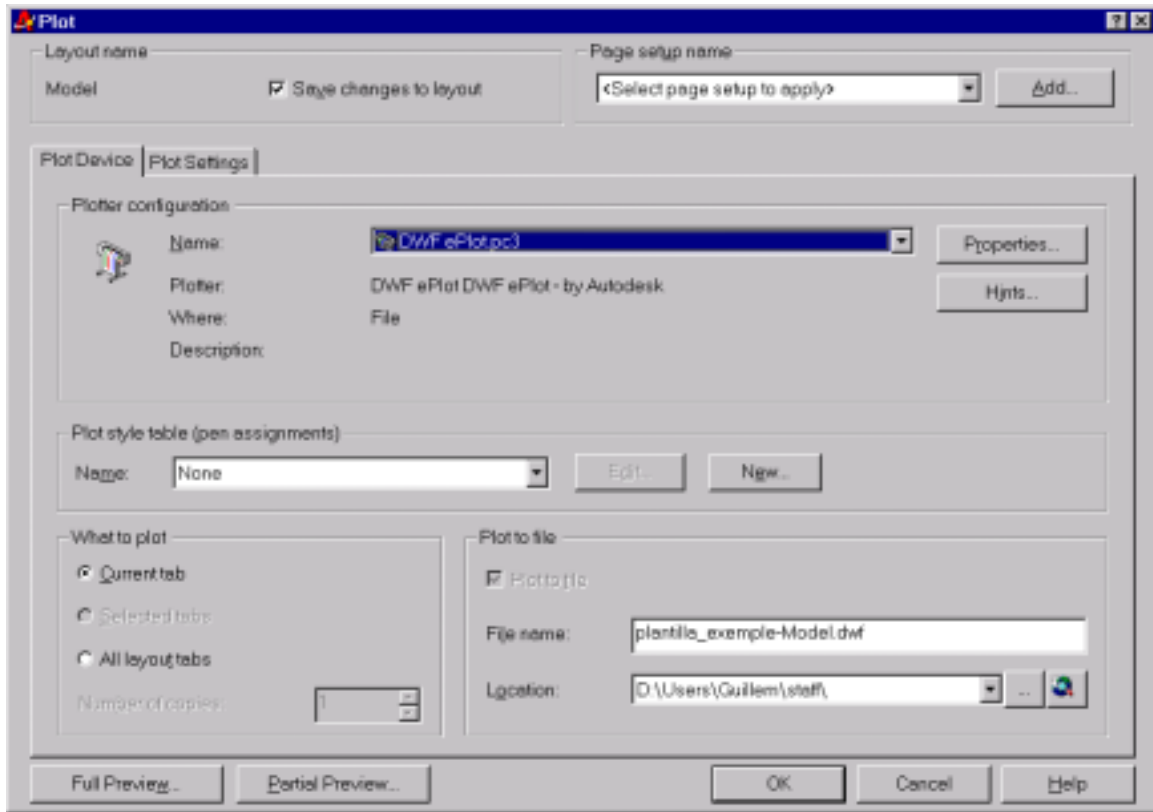 Plot
Layout name
Page setup name
Model
Save changes to layout
<Select page setup to apply>
Add...
Plot Device
Plot Settings
Plotter configuration
Name:
DWF ePlot.pc3
Properties...
Plotter:
DWF ePlot DWF ePlot - by Autodesk
Hints...
Where:
File
Description:
Plot style table (pen assignments)
Name:
None
Edit...
New...
What to plot
Plot to file
Current tab
Plot to file
Selected tabs
File name:
plantilla_exemple-Model.dwf
All layout tabs
Location:
D:\Users\Guillem\staff\
...
Number of copies:
1
Full Preview...
Partial Preview...
OK
Cancel
Help